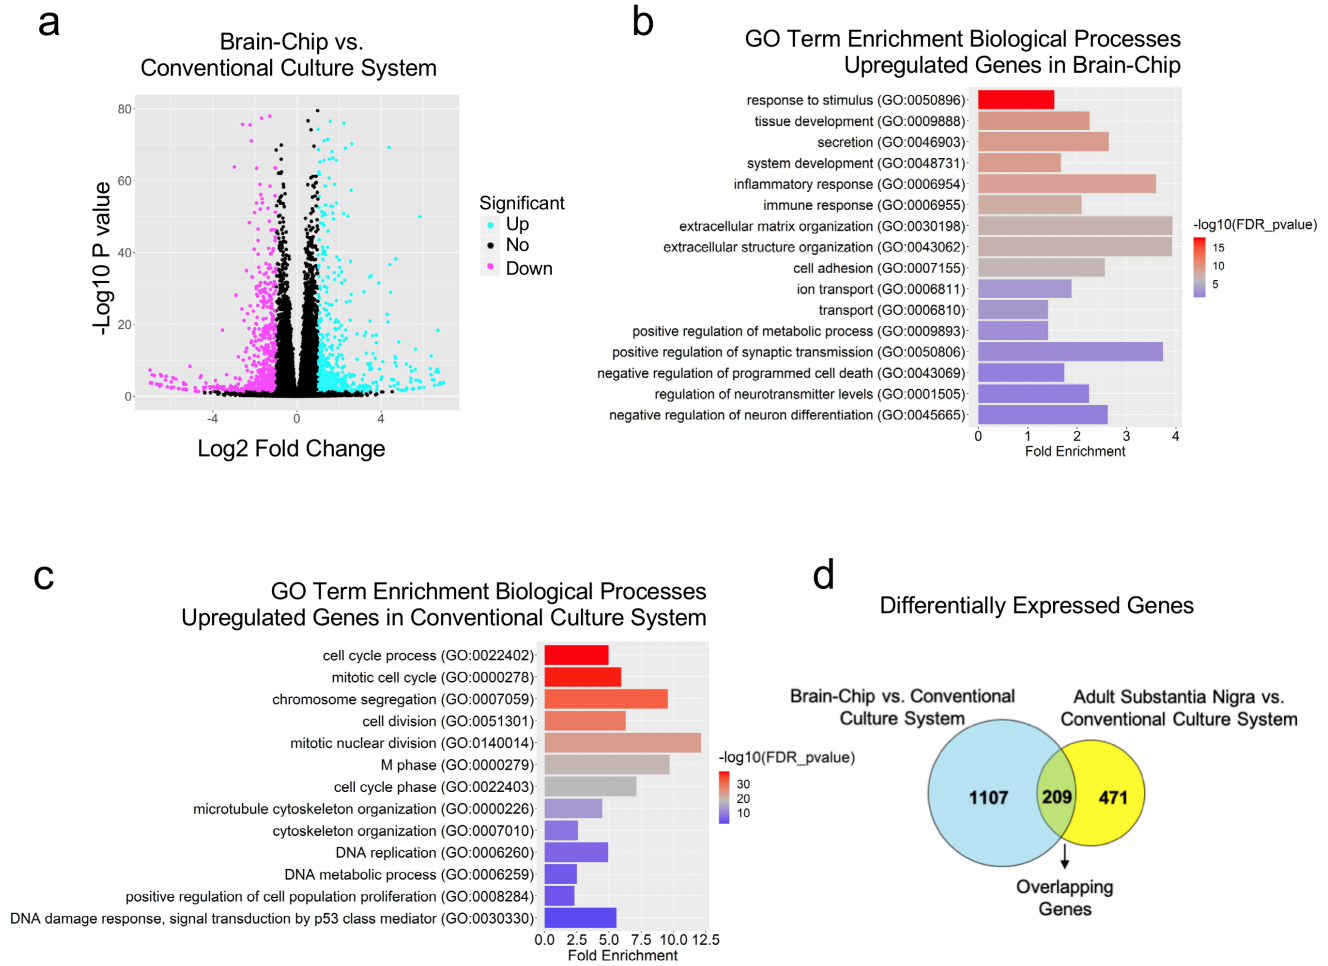 a
Brain-Chip vs.
Conventional Culture System
-Log10 P value
80
60
40
20
0
-4
0
4
Log2 Fold Change
Significant
Up
No
Down
b
GO Term Enrichment Biological Processes
Upregulated Genes in Brain-Chip
response to stimulus (GO:0050896)
tissue development (GO:0009888)
secretion (GO:0046903)
system development (GO:0048731)
inflammatory response (GO:0006954)
immune response (GO:0006955)
extracellular matrix organization (GO:0030198)
extracellular structure organization (GO:0043062)
cell adhesion (GO:0007155)
ion transport (GO:0006811)
transport (GO:0006810)
positive regulation of metabolic process (GO:0009893)
positive regulation of synaptic transmission (GO:0050806)
negative regulation of programmed cell death (GO:0043069)
regulation of neurotransmitter levels (GO:0001505)
negative regulation of neuron differentiation (GO:0045665)
0
1
2
3
4
Fold Enrichment
-log10(FDR_pvalue)
15
10
5
c
GO Term Enrichment Biological Processes
Upregulated Genes in Conventional Culture System
cell cycle process (GO:0022402)
mitotic cell cycle (GO:0000278)
chromosome segregation (GO:0007059)
cell division (GO:0051301)
mitotic nuclear division (GO:0140014)
M phase (GO:0000279)
cell cycle phase (GO:0022403)
microtubule cytoskeleton organization (GO:0000226)
cytoskeleton organization (GO:0007010)
DNA replication (GO:0006260)
DNA metabolic process (GO:0006259)
positive regulation of cell population proliferation (GO:0008284)
DNA damage response, signal transduction by p53 class mediator (GO:0030330)
0.0
2.5
5.0
7.5
10.0
12.5
Fold Enrichment
-log10(FDR_pvalue)
30
20
10
d
Differentially Expressed Genes
Brain-Chip vs. Conventional
Culture System
Adult Substantia Nigra vs.
Conventional Culture System
1107
209
471
Overlapping
Genes